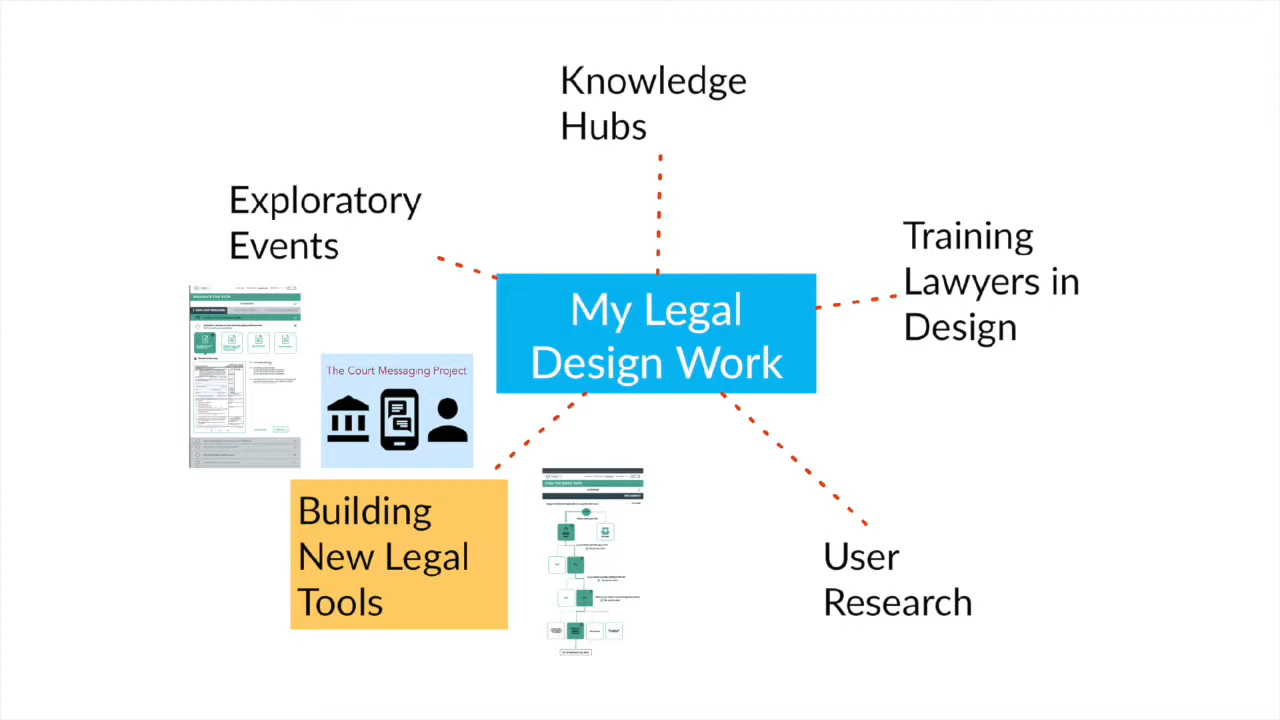 Knowledge
Hubs
Exploratory
Events
Training
Lawyers in
Design
My Legal
Design Work
The Court Messaging Project
Building
New Legal
Tools
User
Research